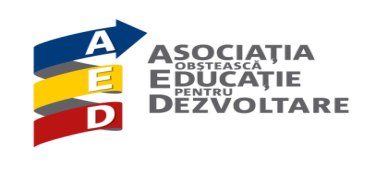 A
E
D
ASOCIAȚIA
OBȘTEASCĂ
EDUCAȚIE
PENTRU
DEZVOLTARE